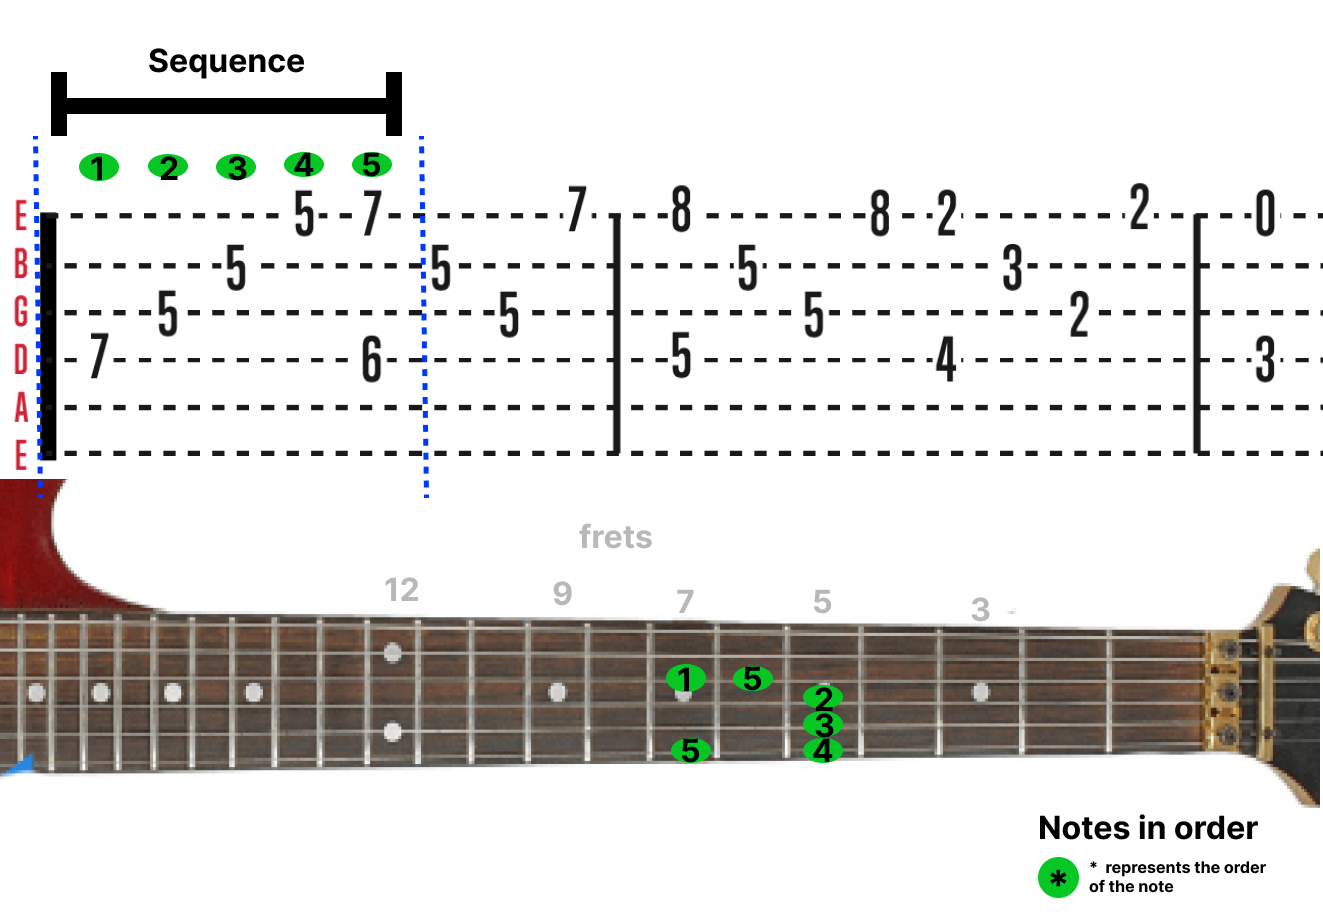 Sequence
1 2 3 4 5
E 5 7 7 8 8 2 2 0
B 5 5 5 3
G 5 5 5 2
D 7 6 5 4 3
A
E
frets
12 9 7 5 3
1 5
2
3
5 4
Notes in order
* * represents the order
of the note